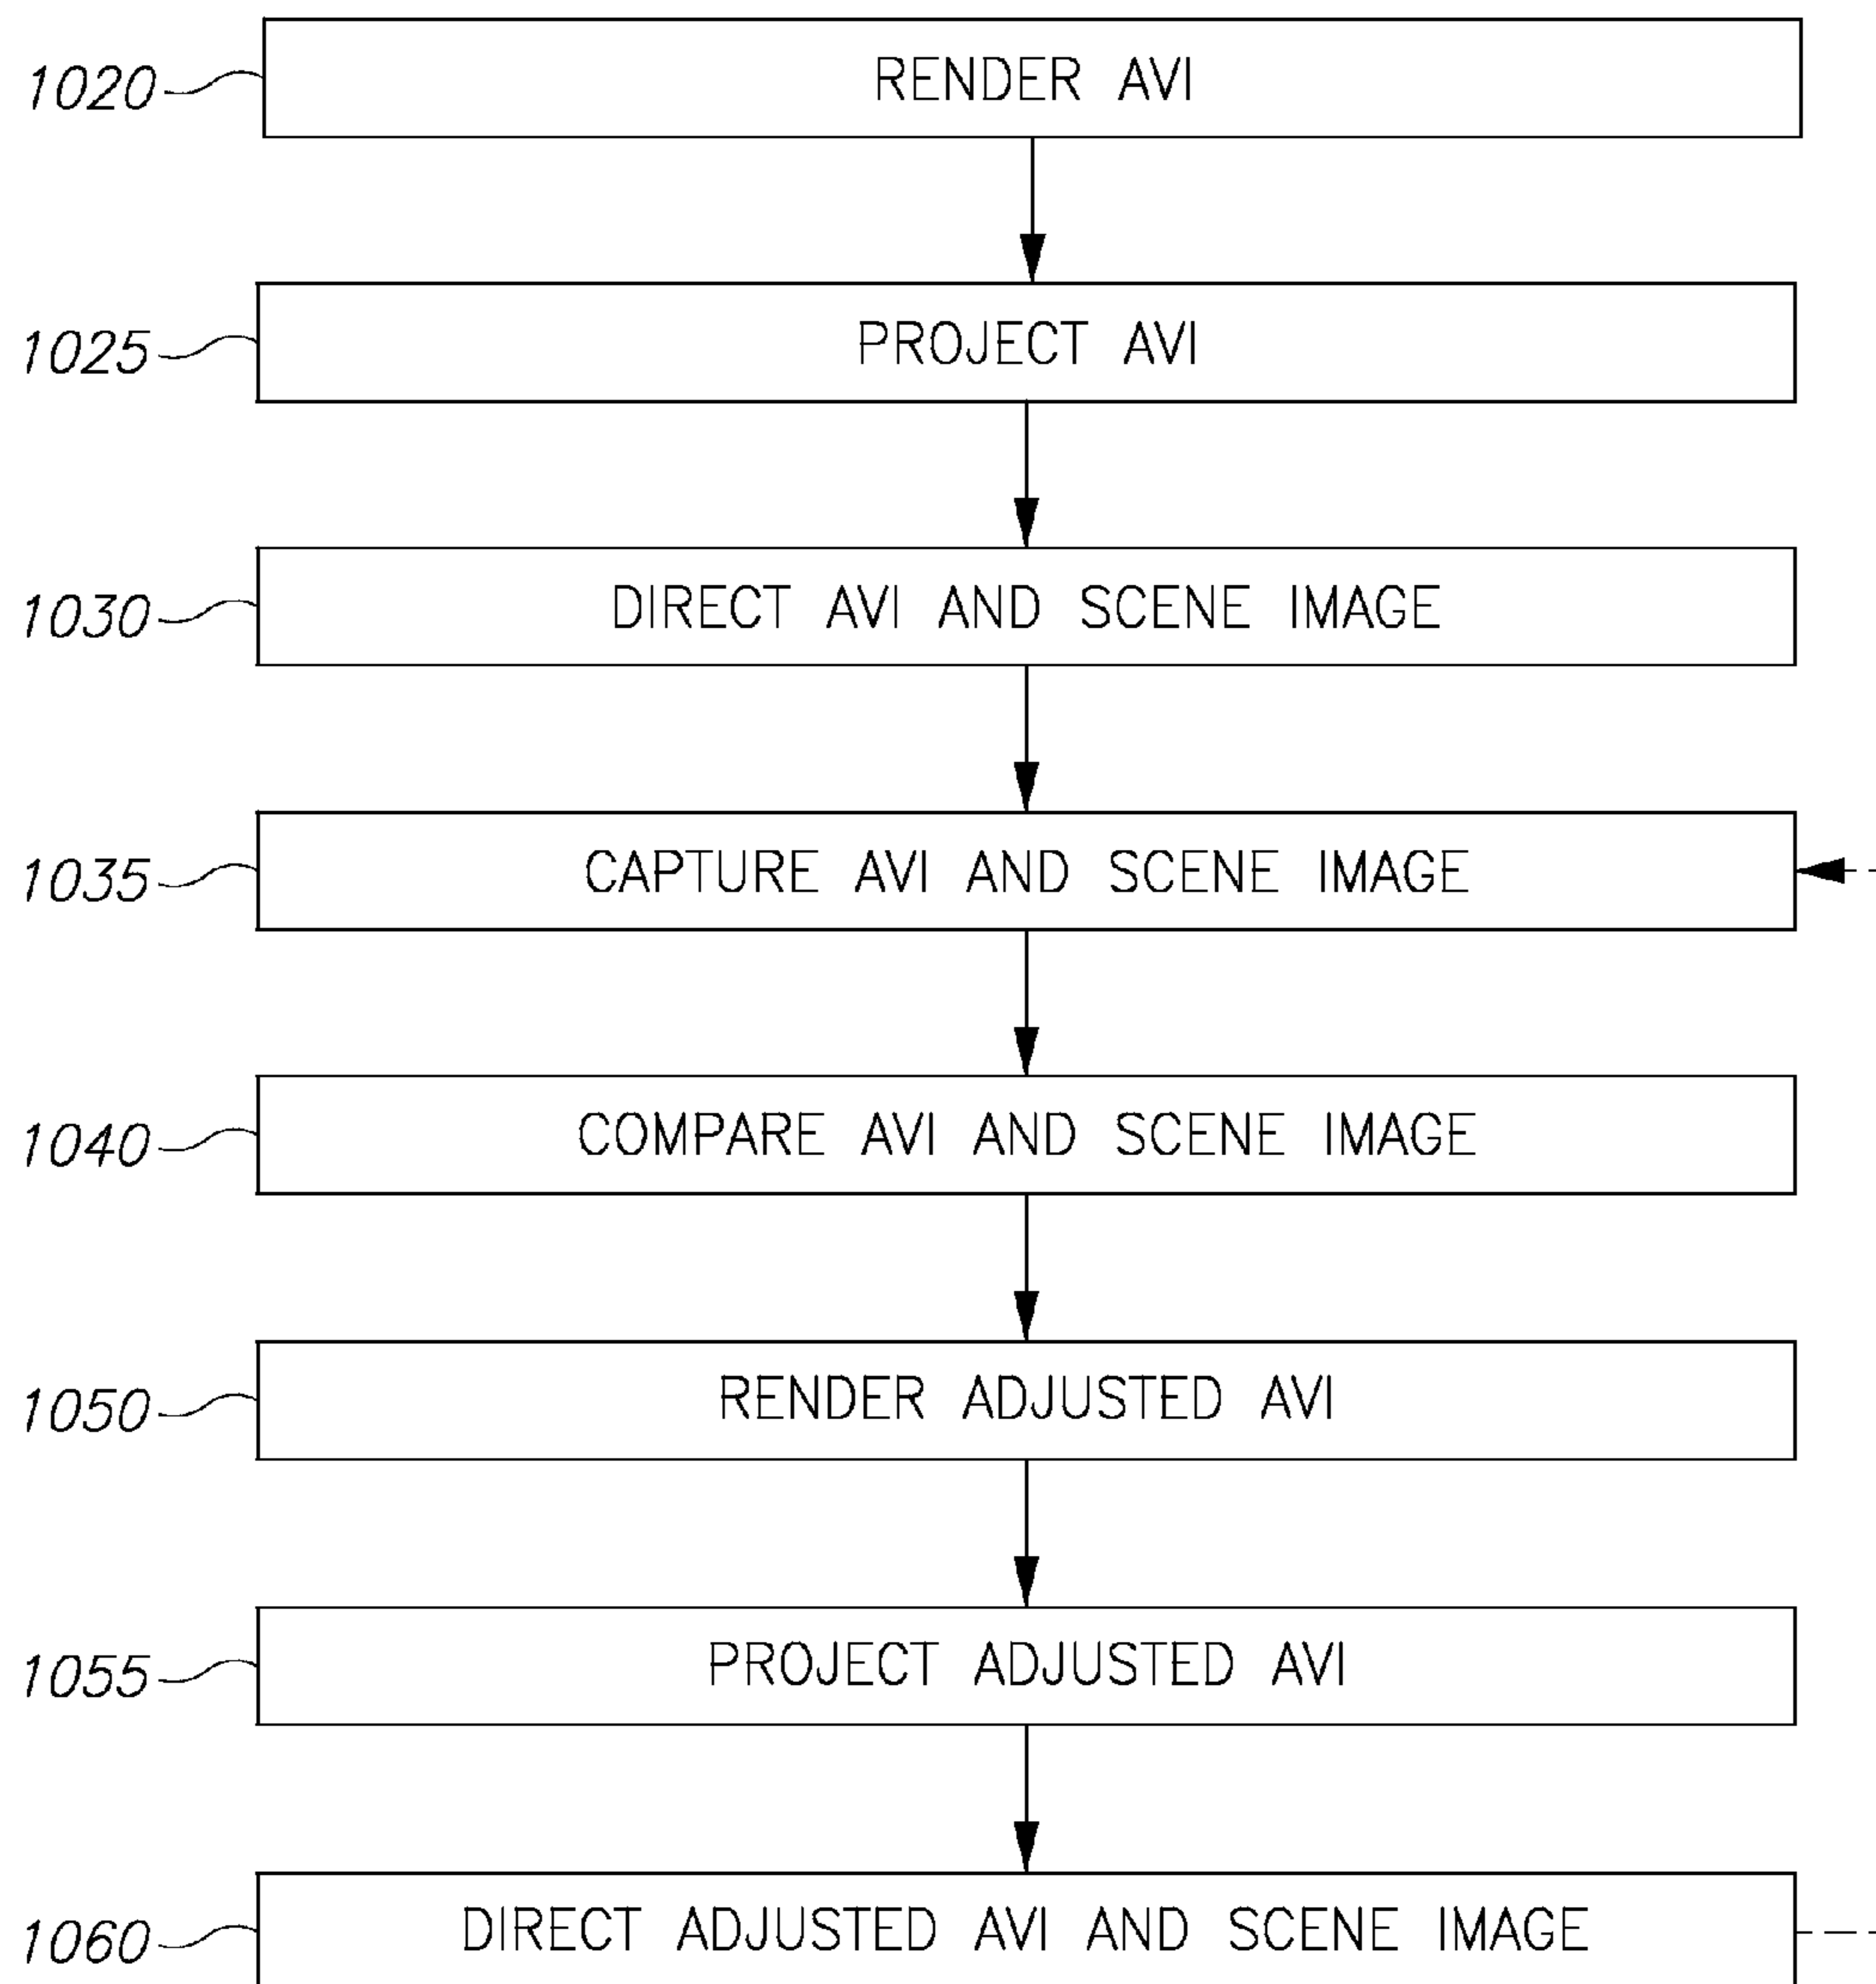 1020 RENDER AVI
1025 PROJECT AVI
1030 DIRECT AVI AND SCENE IMAGE
1035 CAPTURE AVI AND SCENE IMAGE
1040 COMPARE AVI AND SCENE IMAGE
1050 RENDER ADJUSTED AVI
1055 PROJECT ADJUSTED AVI
1060 DIRECT ADJUSTED AVI AND SCENE IMAGE